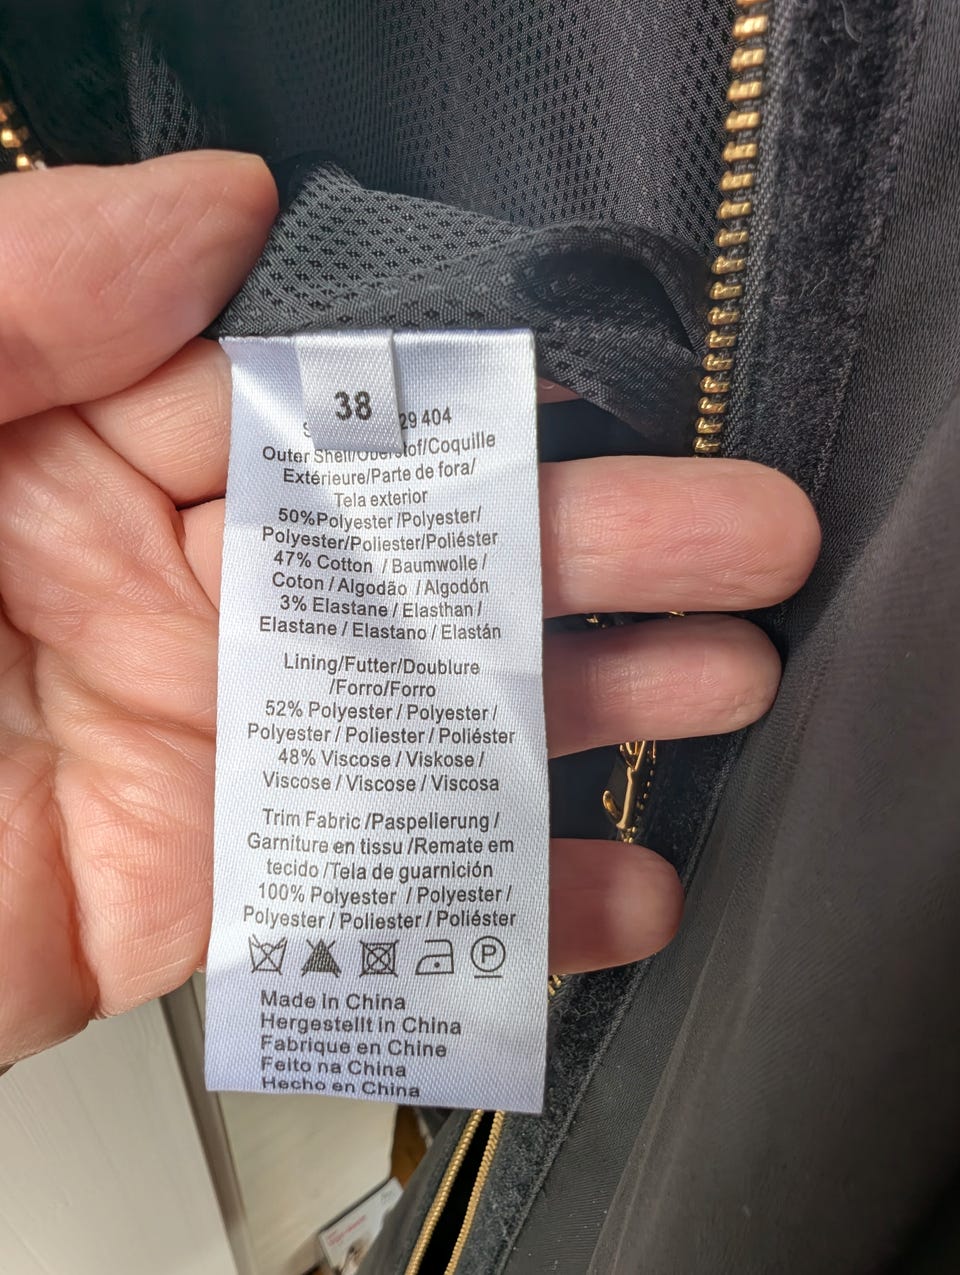 38
29 404
Outer Shell/Oberstof/Coquille
Extérieure/Parte de fora/
Tela exterior
50%Polyester /Polyester/
Polyester/Poliester/Poliéster
47% Cotton / Baumwolle /
Coton / Algodão / Algodón
3% Elastane / Elasthan /
Elastane / Elastano / Elastán
Lining/Futter/Doublure
/Forro/Forro
52% Polyester / Polyester /
Polyester / Poliester / Poliéster
48% Viscose / Viskose /
Viscose / Viscose / Viscosa
Trim Fabric /Paspelierung /
Garniture en tissu /Remate em
tecido /Tela de guarnición
100% Polyester / Polyester /
Polyester / Poliester / Poliéster
P
Made in China
Hergestellt in China
Fabrique en Chine
Feito na China
Hecho en China